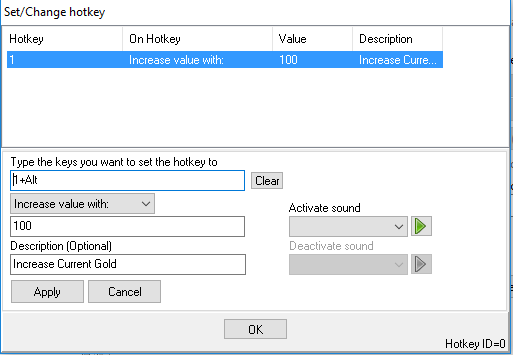 Set/Change hotkey
Hotkey On Hotkey Value Description
1 Increase value with: 100 Increase Curre...
Type the keys you want to set the hotkey to
1+Alt Clear
Increase value with: Activate sound
100
Description (Optional) Deactivate sound
Increase Current Gold
Apply Cancel
OK
Hotkey ID=0